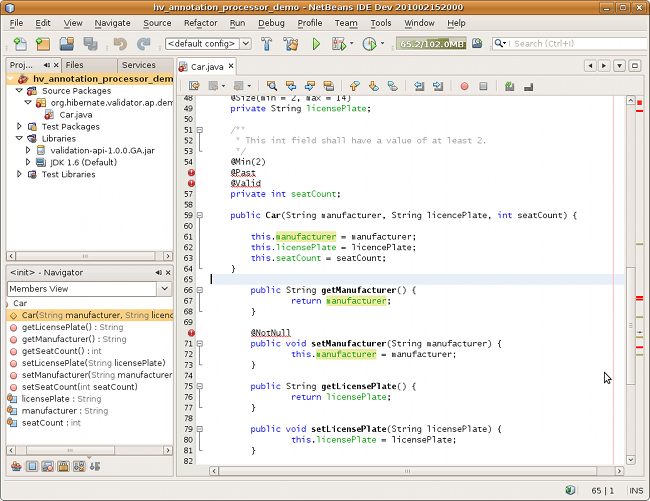 hv_annotation_processor_demo - NetBeans IDE Dev 201002152000
File Edit View Navigate Source Refactor Run Debug Profile Team Tools Window Help
<default config> 65.2/102.0MB Search (Ctrl+I)
Proj... Files Services
Car.java
hv_annotation_processor_dem
Source Packages
org.hibernate.validator.ap.dem
Car.java
Test Packages
Libraries
validation-api-1.0.0.GA.jar
JDK 1.6 (Default)
Test Libraries
<init> - Navigator
Members View
Car
Car(String manufacturer, String licenc
getLicensePlate() : String
getManufacturer() : String
getSeatCount() : int
setLicensePlate(String licensePlate)
setManufacturer(String manufacturer
setSeatCount(int seatCount)
licensePlate : String
manufacturer : String
seatCount : int
48 @Size(min = 2, max = 14)
49 private String licensePlate;
50
51 /**
52 * This int field shall have a value of at least 2.
53 */
54 @Min(2)
@Past
@Valid
57 private int seatCount;
58
59 public Car(String manufacturer, String licencePlate, int seatCount) {
60
61 this.manufacturer = manufacturer;
62 this.licensePlate = licencePlate;
63 this.seatCount = seatCount;
64 }
65
66 public String getManufacturer() {
67 return manufacturer;
68 }
69
@NotNull
71 public void setManufacturer(String manufacturer) {
72 this.manufacturer = manufacturer;
73 }
74
75 public String getLicensePlate() {
76 return licensePlate;
77 }
78
79 public void setLicensePlate(String licensePlate) {
80 this.licensePlate = licensePlate;
81 }
82
65 | 1 INS